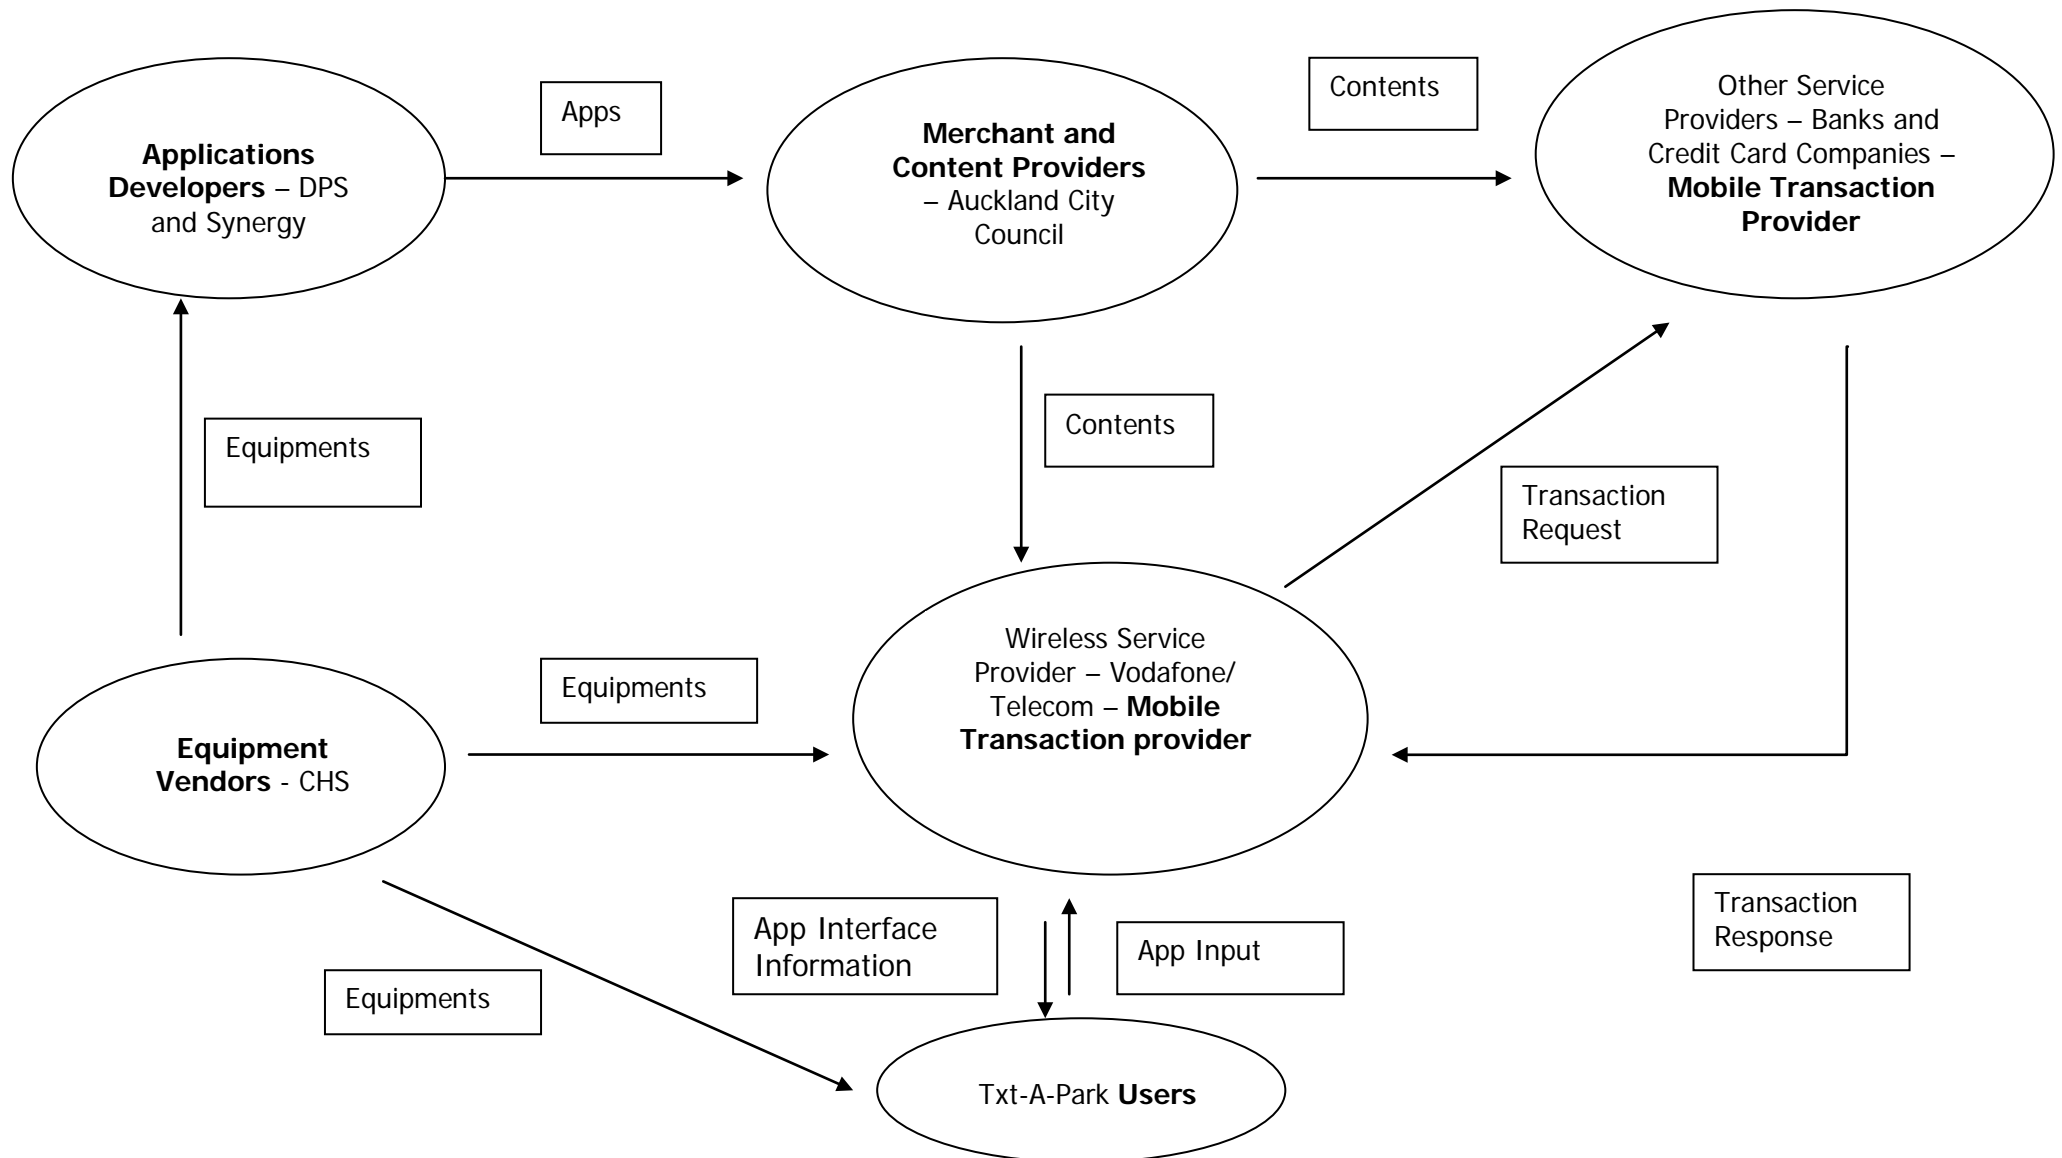 Applications
Developers – DPS
and Synergy
Apps
Merchant and
Content Providers
– Auckland City
Council
Contents
Other Service
Providers – Banks and
Credit Card Companies –
Mobile Transaction
Provider
Equipments
Contents
Transaction
Request
Equipment
Vendors - CHS
Equipments
Wireless Service
Provider – Vodafone/
Telecom – Mobile
Transaction provider
Transaction
Response
Equipments
App Interface
Information
App Input
Txt-A-Park Users